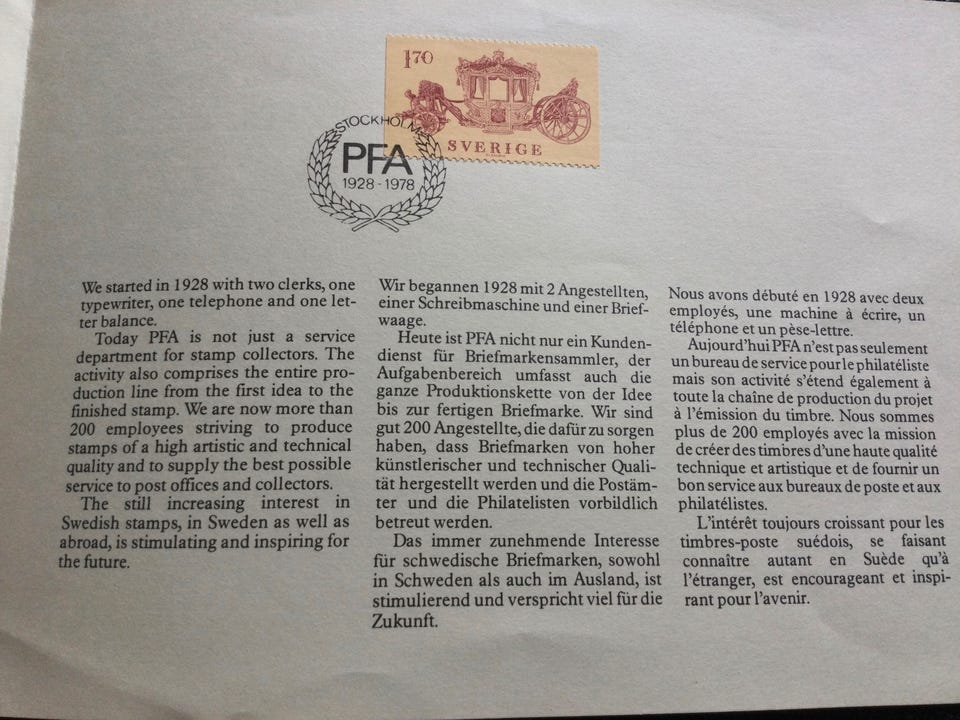 170
SVERIGE
STOCKHOLM
PFA
1928-1978
We started in 1928 with two clerks, one
typewriter, one telephone and one let-
ter balance.
Today PFA is not just a service
department for stamp collectors. The
activity also comprises the entire pro-
duction line from the first idea to the
finished stamp. We are now more than
200 employees striving to produce
stamps of a high artistic and technical
quality and to supply the best possible
service to post offices and collectors.
The still increasing interest in
Swedish stamps, in Sweden as well as
abroad, is stimulating and inspiring for
the future.
Wir begannen 1928 mit 2 Angestellten,
einer Schreibmaschine und einer Brief-
waage.
Heute ist PFA nicht nur ein Kunden-
dienst für Briefmarkensammler, der
Aufgabenbereich umfasst auch die
ganze Produktionskette von der Idee
bis zur fertigen Briefmarke. Wir sind
gut 200 Angestellte, die dafür zu sorgen
haben, dass Briefmarken von hoher
künstlerischer und technischer Quali-
tät hergestellt werden und die Postäm-
ter und die Philatelisten vorbildlich
betreut werden.
Das immer zunehmende Interesse
für schwedische Briefmarken, sowohl
in Schweden als auch im Ausland, ist
stimulierend und verspricht viel für die
Zukunft.
Nous avons débuté en 1928 avec deux
employés, une machine à écrire, un
téléphone et un pèse-lettre.
Aujourd'hui PFA n'est pas seulement
un bureau de service pour le philatéliste
mais son activité s'étend également à
toute la chaîne de production du projet
à l'émission du timbre. Nous sommes
plus de 200 employés avec la mission
de créer des timbres d'une haute qualité
technique et artistique et de fournir un
bon service aux bureaux de poste et aux
philatélistes.
L'intérêt toujours croissant pour les
timbres-poste suédois, se faisant
connaître autant en Suède qu'à
l'étranger, est encourageant et inspi-
rant pour l'avenir.